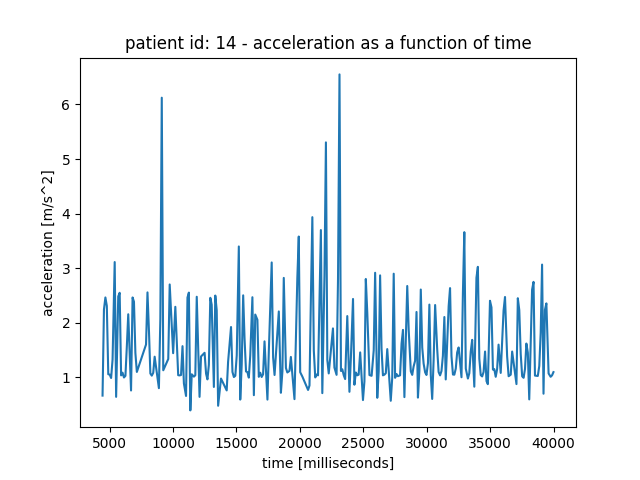 patient id: 14 - acceleration as a function of time
acceleration [m/s^2]
6
5
4
3
2
1
5000 10000 15000 20000 25000 30000 35000 40000
time [milliseconds]